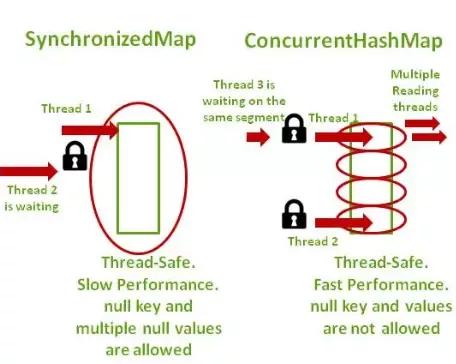 SynchronizedMap
Thread 1
Thread 2
is waiting
Thread-Safe.
Slow Performance.
null key and
multiple null values
are allowed
ConcurrentHashMap
Thread 3 is
waiting on the
same segment
Thread 1
Multiple
Reading
threads
Thread 2
Thread-Safe.
Fast Performance.
null key and values
are not allowed